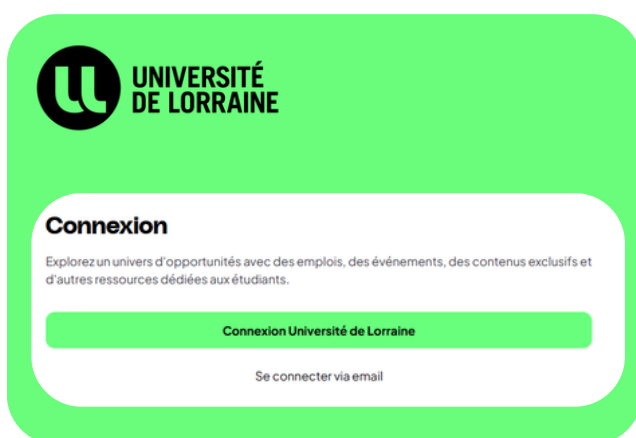 UNIVERSITÉ
DE LORRAINE
Connexion
Explorez un univers d'opportunités avec des emplois, des événements, des contenus exclusifs et
d'autres ressources dédiées aux étudiants.
Connexion Université de Lorraine
Se connecter via email